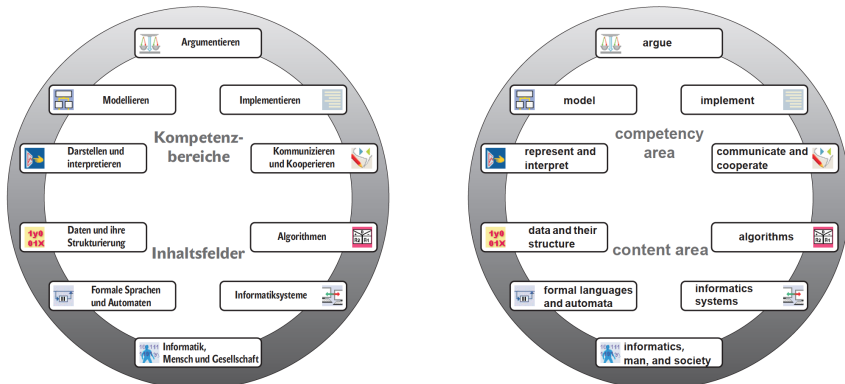 Argumentieren
Modellieren
Implementieren
Kompetenz-
bereiche
Darstellen und
interpretieren
Kommunizieren
und Kooperieren
Daten und ihre
Strukturierung
Algorithmen
Inhaltsfelder
Formale Sprachen
und Automaten
Informatiksysteme
Informatik,
Mensch und Gesellschaft
argue
model
implement
competency
area
represent and
interpret
communicate and
cooperate
data and their
structure
algorithms
content area
formal languages
and automata
informatics
systems
informatics,
man, and society